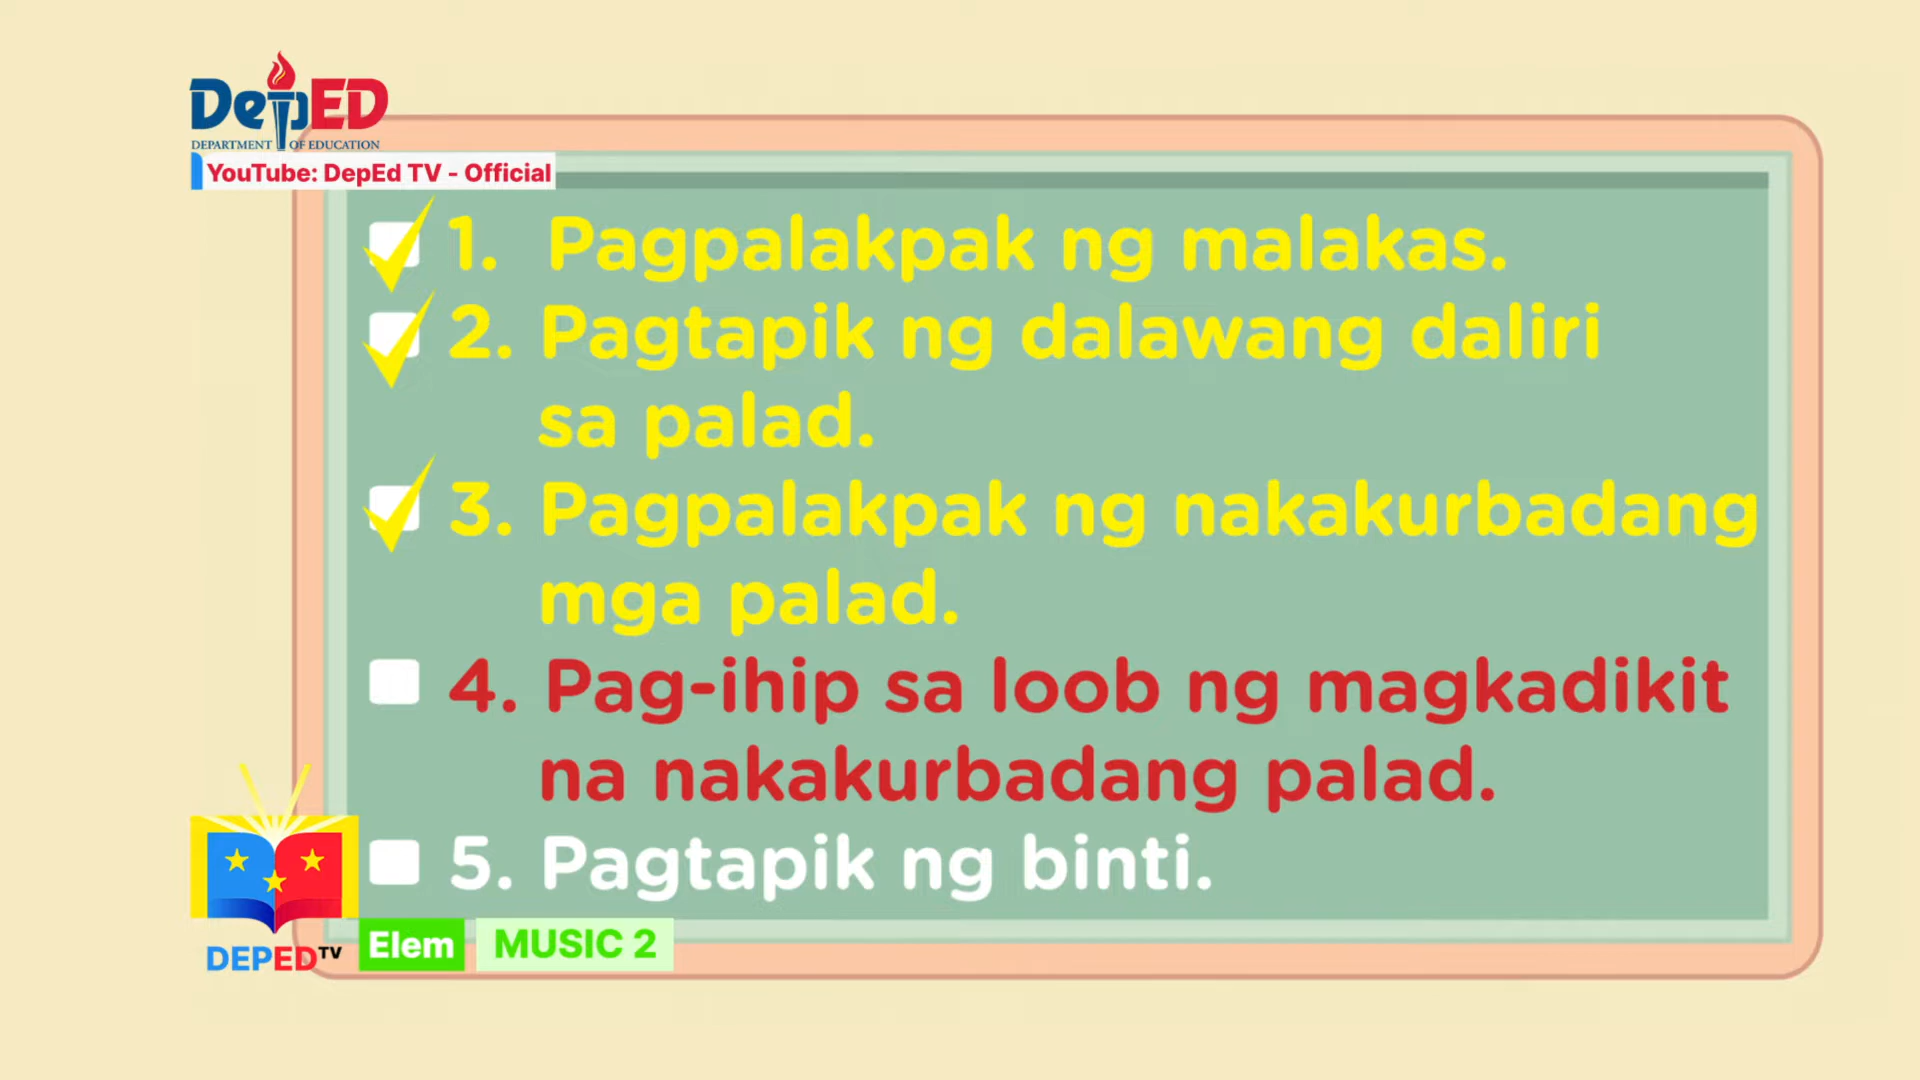 DepED
DEPARTMENT OF EDUCATION
YouTube: DepEd TV - Official
1. Pagpalakpak ng malakas.
2. Pagtapik ng dalawang daliri
sa palad.
3. Pagpalakpak ng nakakurbadang
mga palad.
4. Pag-ihip sa loob ng magkadikit
na nakakurbadang palad.
5. Pagtapik ng binti.
DEPED TV
Elem
MUSIC 2